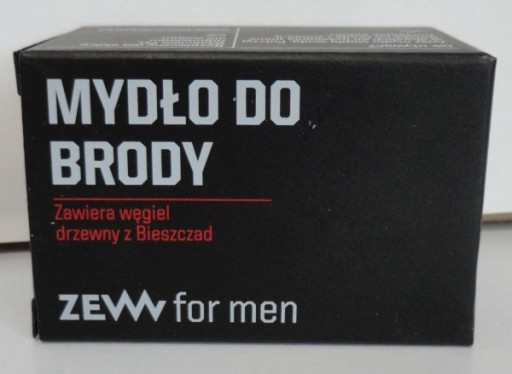 MYDŁO DO
BRODY
Zawiera węgiel
drzewny z Bieszczad
ZEW for men